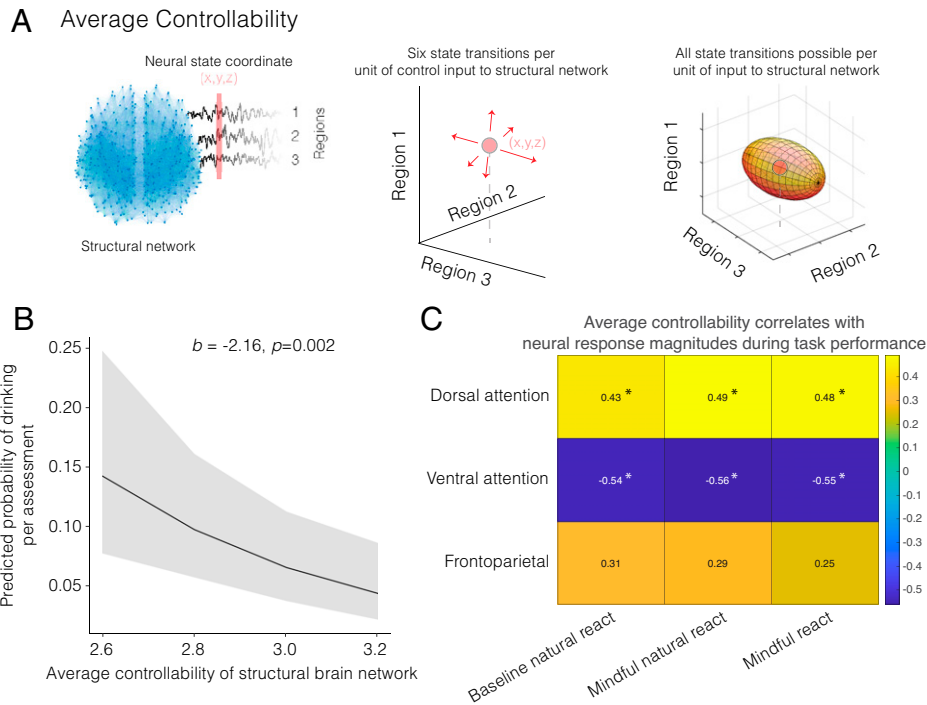 A Average Controllability
Neural state coordinate
(x,y,z)
1
2
3
Regions
Structural network
Six state transitions per
unit of control input to structural network
Region 1
(x,y,z)
Region 2
Region 3
All state transitions possible per
unit of input to structural network
Region 1
Region 3
Region 2
B
b = -2.16, p=0.002
Predicted probability of drinking
per assessment
0.25
0.20
0.15
0.10
0.05
2.6 2.8 3.0 3.2
Average controllability of structural brain network
C
Average controllability correlates with
neural response magnitudes during task performance
Dorsal attention 0.43 * 0.49 * 0.48 *
Ventral attention -0.54 * -0.56 * -0.55 *
Frontoparietal 0.31 0.29 0.25
Baseline natural react
Mindful natural react
Mindful react
0.4
0.3
0.2
0.1
0
-0.1
-0.2
-0.3
-0.4
-0.5